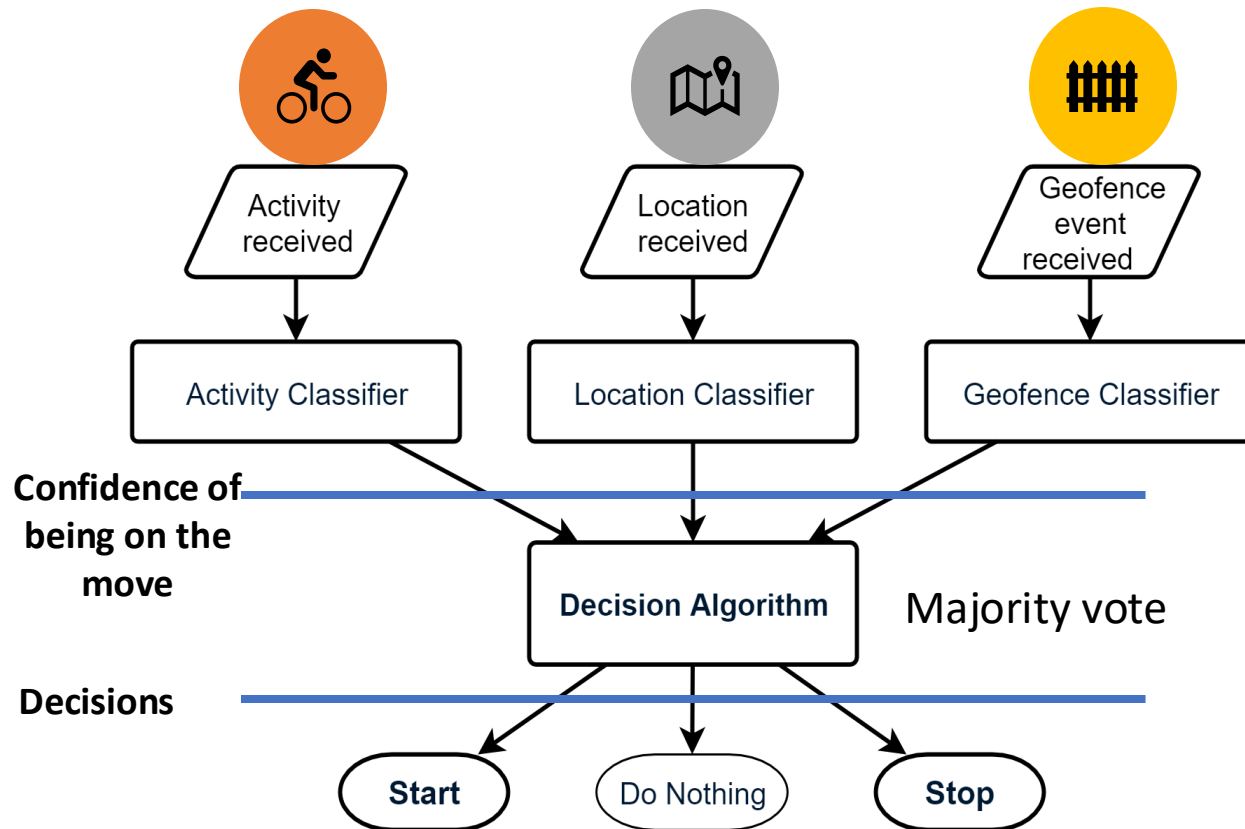 Activity
received
Location
received
Geofence
event
received
Activity Classifier
Location Classifier
Geofence Classifier
Confidence of
being on the
move
Decision Algorithm
Majority vote
Decisions
Start
Do Nothing
Stop